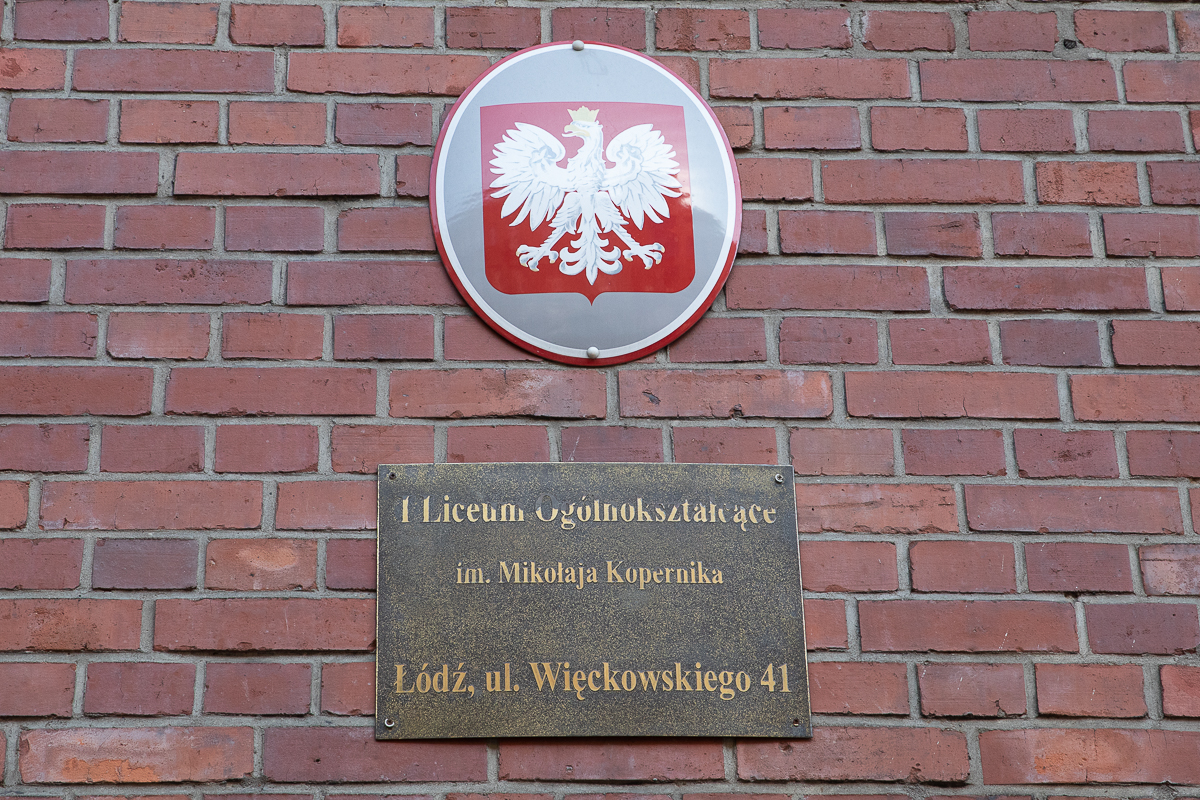 I Liceum Ogólnokształcące
im. Mikołaja Kopernika
Łódź, ul. Więckowskiego 41